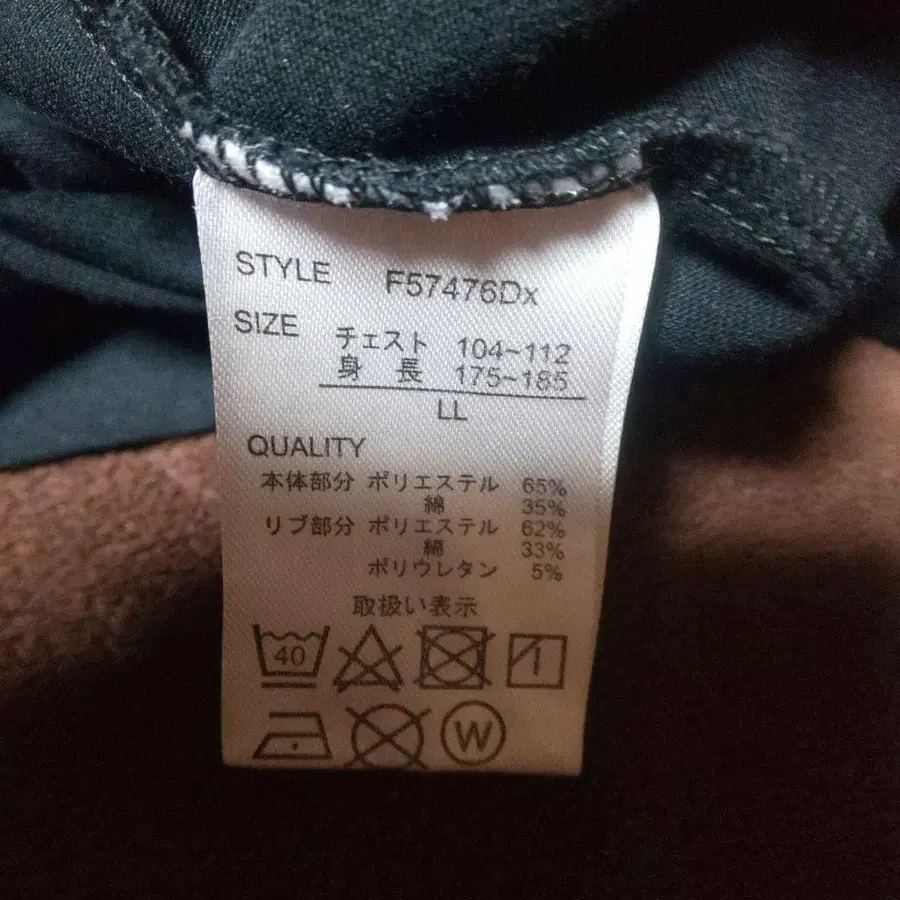 STYLE F57476Dx
SIZE チェスト 104~112
身長 175~185
LL
QUALITY
本体部分 ポリエステル 65%
綿 35%
リブ部分 ポリエステル 62%
綿 33%
ポリウレタン 5%
取扱い表示
40
1
W